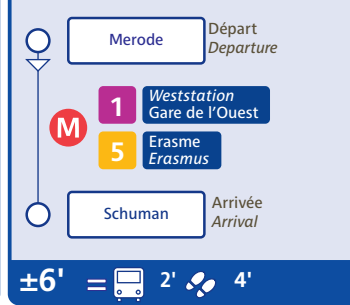 Merode
Départ
Departure
M
1
Weststation
Gare de l'Ouest
5
Erasme
Erasmus
Schuman
Arrivée
Arrival
±6' = 2' 4'